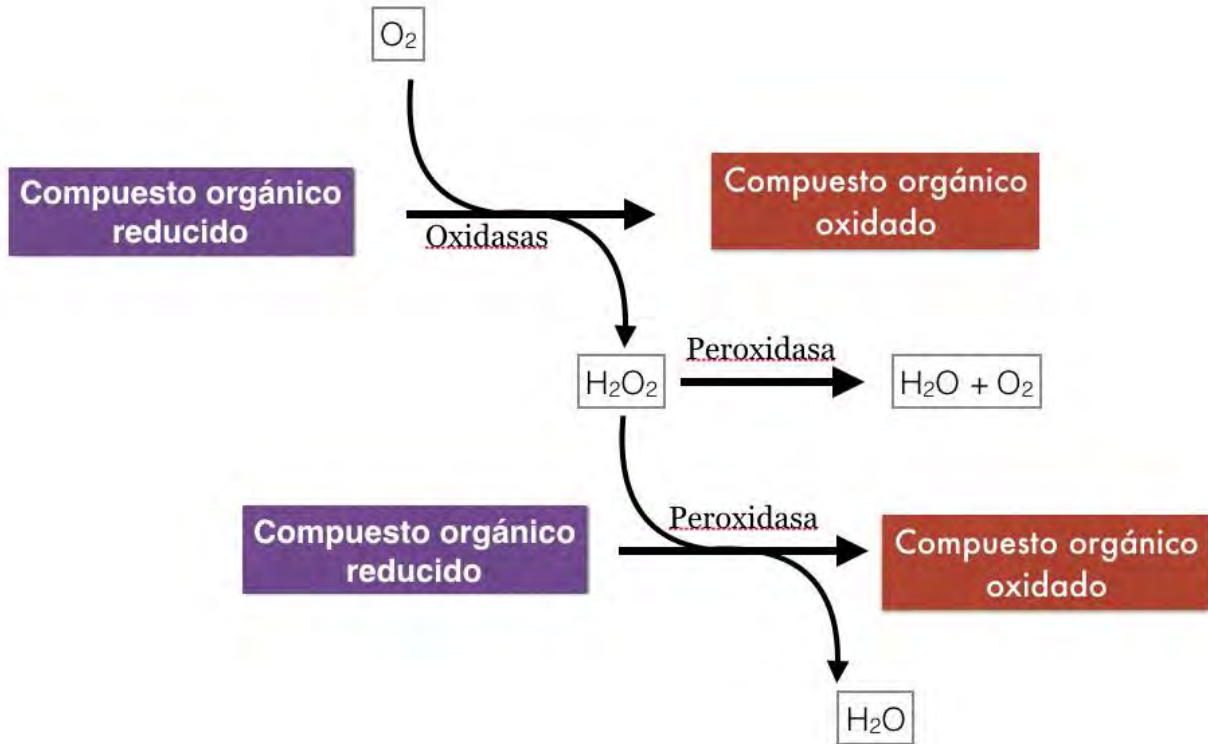 O₂
Compuesto orgánico
reducido
Oxidasas
Compuesto orgánico
oxidado
Peroxidasa
H₂O₂
H₂O + O₂
Compuesto orgánico
reducido
Peroxidasa
Compuesto orgánico
oxidado
H₂O